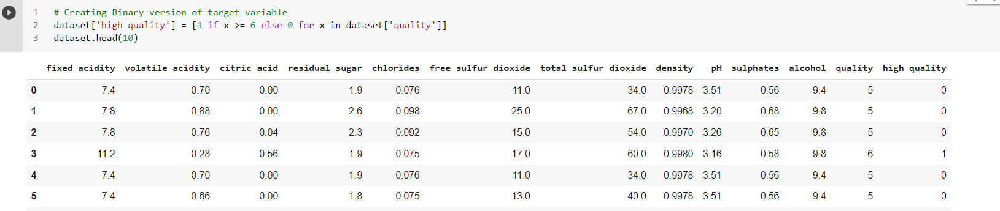 1 # Creating Binary version of target variable
2 dataset['high quality'] = [1 if x >= 6 else 0 for x in dataset['quality']]
3 dataset.head(10)
fixed acidity volatile acidity citric acid residual sugar chlorides free sulfur dioxide total sulfur dioxide density pH sulphates alcohol quality high quality
0 7.4 0.70 0.00 1.9 0.076 11.0 34.0 0.9978 3.51 0.56 9.4 5 0
1 7.8 0.88 0.00 2.6 0.098 25.0 67.0 0.9968 3.20 0.68 9.8 5 0
2 7.8 0.76 0.04 2.3 0.092 15.0 54.0 0.9970 3.26 0.65 9.8 5 0
3 11.2 0.28 0.56 1.9 0.075 17.0 60.0 0.9980 3.16 0.58 9.8 6 1
4 7.4 0.70 0.00 1.9 0.076 11.0 34.0 0.9978 3.51 0.56 9.4 5 0
5 7.4 0.66 0.00 1.8 0.075 13.0 40.0 0.9978 3.51 0.56 9.4 5 0